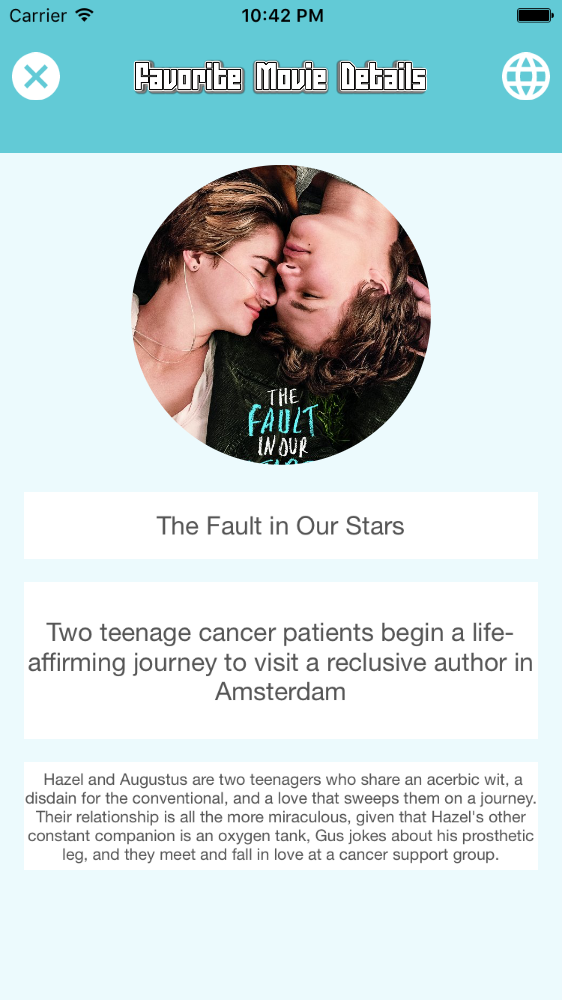 Carrier 10:42 PM
Favorite Movie Details
THE
FAULT
IN OUR
The Fault in Our Stars
Two teenage cancer patients begin a life-
affirming journey to visit a reclusive author in
Amsterdam
Hazel and Augustus are two teenagers who share an acerbic wit, a
disdain for the conventional, and a love that sweeps them on a journey.
Their relationship is all the more miraculous, given that Hazel's other
constant companion is an oxygen tank, Gus jokes about his prosthetic
leg, and they meet and fall in love at a cancer support group.